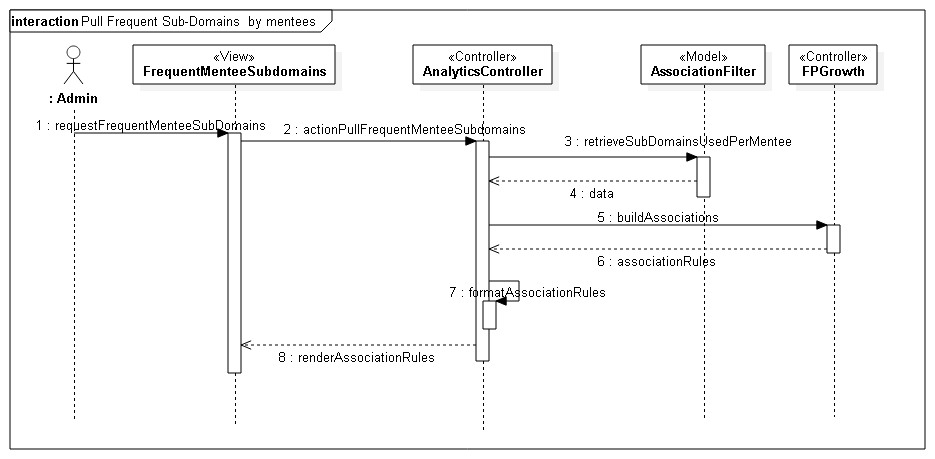 interaction Pull Frequent Sub-Domains by mentees
: Admin
«View»
FrequentMenteeSubdomains
«Controller»
AnalyticsController
«Model»
AssociationFilter
«Controller»
FPGrowth
1 : requestFrequentMenteeSubDomains
2 : actionPullFrequentMenteeSubdomains
3 : retrieveSubDomainsUsedPerMentee
4 : data
5 : buildAssociations
6 : associationRules
7 : formatAssociationRules
8 : renderAssociationRules